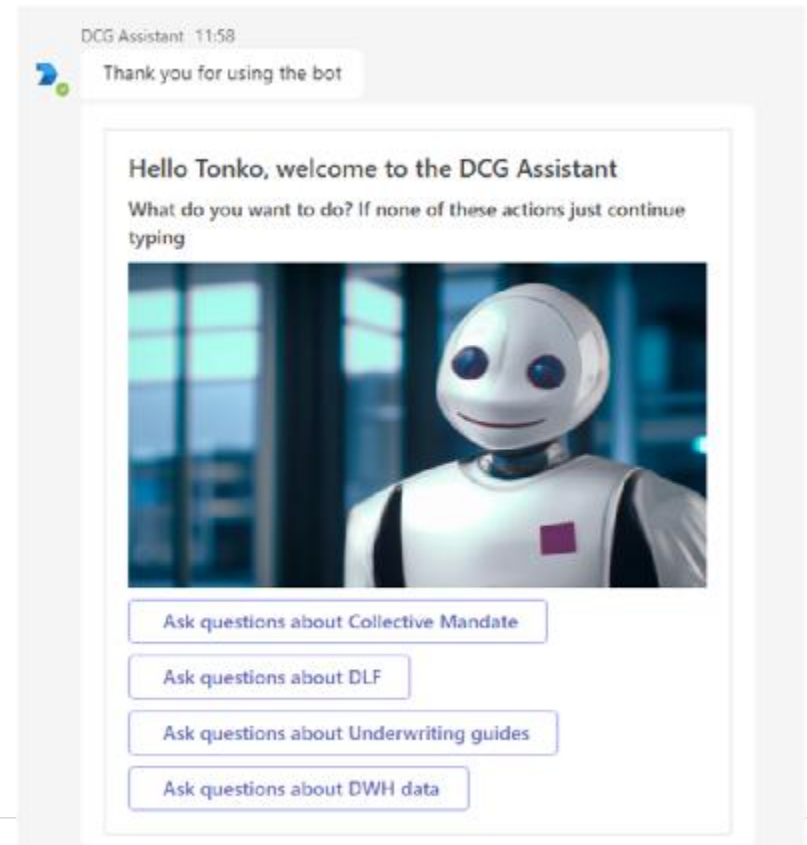 DCG Assistant 11:58
Thank you for using the bot
Hello Tonko, welcome to the DCG Assistant
What do you want to do? If none of these actions just continue
typing
Ask questions about Collective Mandate
Ask questions about DLF
Ask questions about Underwriting guides
Ask questions about DWH data